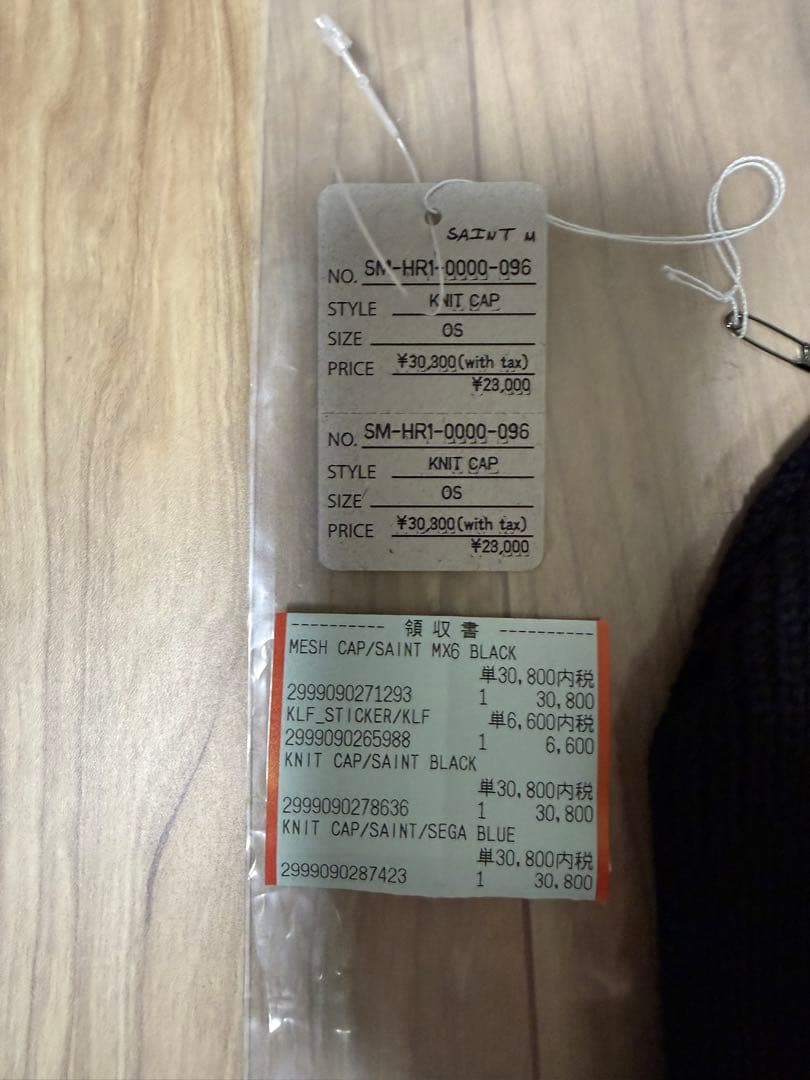 SAINT M
NO. SM-HR1-0000-096
STYLE KNIT CAP
SIZE OS
PRICE ¥30,800(with tax)
¥28,000
NO. SM-HR1-0000-096
STYLE KNIT CAP
SIZE OS
PRICE ¥30,800(with tax)
¥28,000
---------- 領収書 ----------
MESH CAP/SAINT MX6 BLACK
単30,800内税
2999090271293 1 30,800
KLF_STICKER/KLF 単6,600内税
2999090265988 1 6,600
KNIT CAP/SAINT BLACK
単30,800内税
2999090278636 1 30,800
KNIT CAP/SAINT/SEGA BLUE
単30,800内税
2999090287423 1 30,800